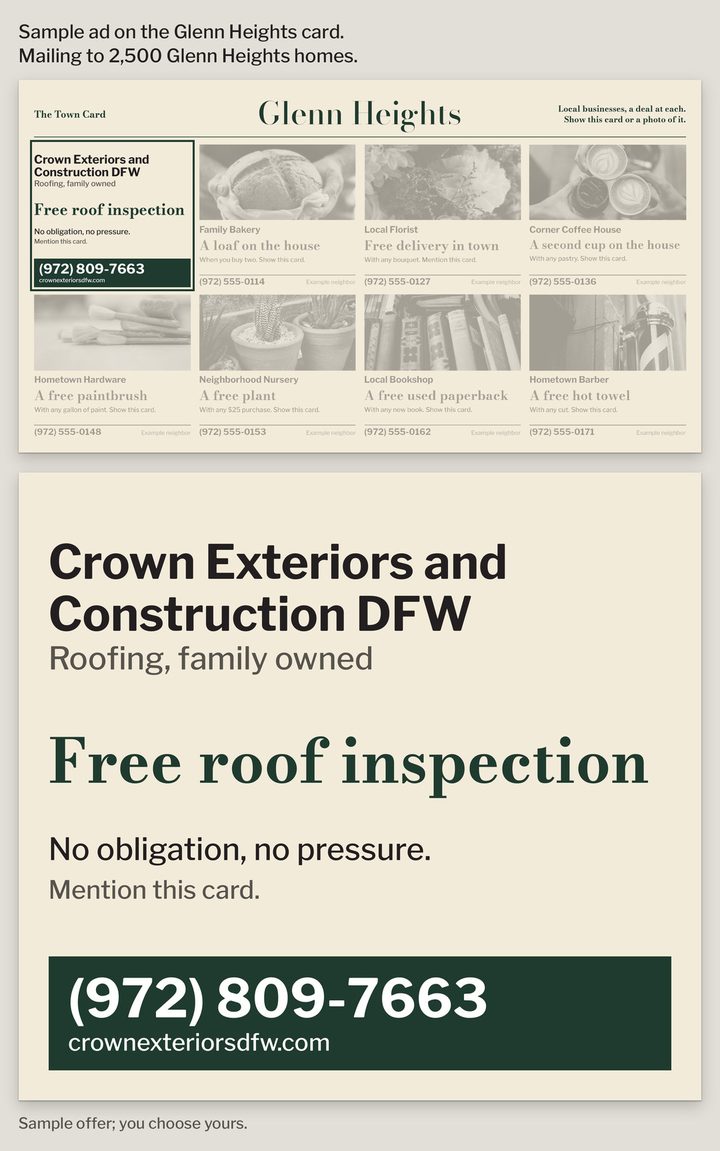 Sample ad on the Glenn Heights card.
Mailing to 2,500 Glenn Heights homes.
The Town Card
Glenn Heights
Local businesses, a deal at each.
Show this card or a photo of it.
Crown Exteriors and
Construction DFW
Roofing, family owned
Free roof inspection
No obligation, no pressure.
Mention this card.
(972) 809-7663
crownexteriorsdfw.com
Family Bakery
A loaf on the house
When you buy two. Show this card.
(972) 555-0114
Example neighbor
Local Florist
Free delivery in town
With any bouquet. Mention this card.
(972) 555-0127
Example neighbor
Corner Coffee House
A second cup on the house
With any pastry. Show this card.
(972) 555-0136
Example neighbor
Hometown Hardware
A free paintbrush
With any gallon of paint. Show this card.
(972) 555-0148
Example neighbor
Neighborhood Nursery
A free plant
With any $25 purchase. Show this card.
(972) 555-0153
Example neighbor
Local Bookshop
A free used paperback
With any new book. Show this card.
(972) 555-0162
Example neighbor
Hometown Barber
A free hot towel
With any cut. Show this card.
(972) 555-0171
Example neighbor
Crown Exteriors and
Construction DFW
Roofing, family owned
Free roof inspection
No obligation, no pressure.
Mention this card.
(972) 809-7663
crownexteriorsdfw.com
Sample offer; you choose yours.